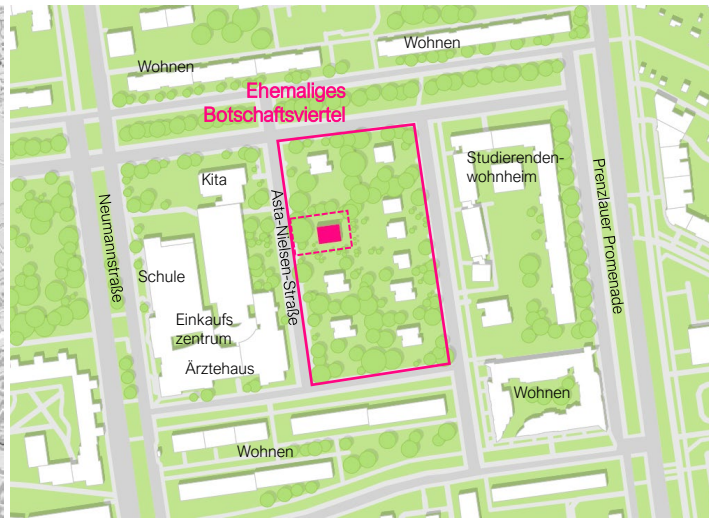 Wohnen
Wohnen
Ehemaliges
Botschaftsviertel
Kita
Studierenden-
wohnheim
Neumannstraße
Asta-Nielsen-Straße
Prenzlauer Promenade
Schule
Einkaufs
zentrum
Ärztehaus
Wohnen
Wohnen